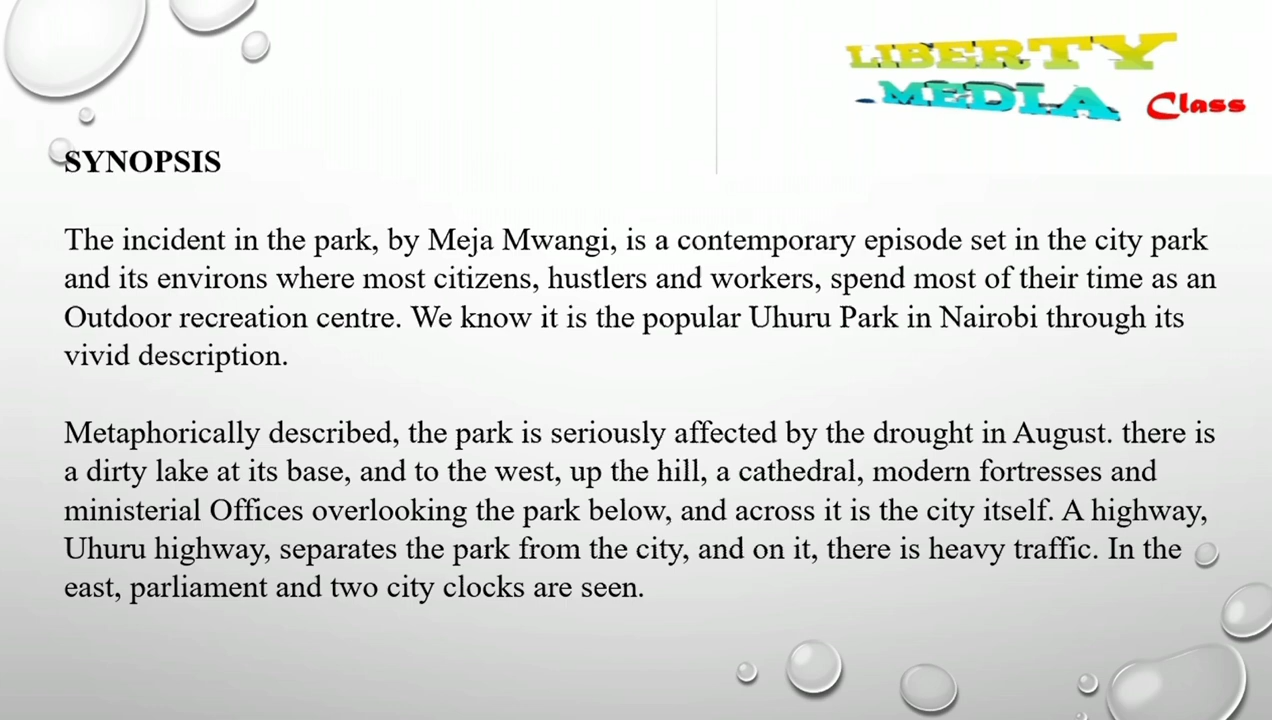 LIBERTY
MEDIA Class
SYNOPSIS
The incident in the park, by Meja Mwangi, is a contemporary episode set in the city park
and its environs where most citizens, hustlers and workers, spend most of their time as an
Outdoor recreation centre. We know it is the popular Uhuru Park in Nairobi through its
vivid description.
Metaphorically described, the park is seriously affected by the drought in August. there is
a dirty lake at its base, and to the west, up the hill, a cathedral, modern fortresses and
ministerial Offices overlooking the park below, and across it is the city itself. A highway,
Uhuru highway, separates the park from the city, and on it, there is heavy traffic. In the
east, parliament and two city clocks are seen.